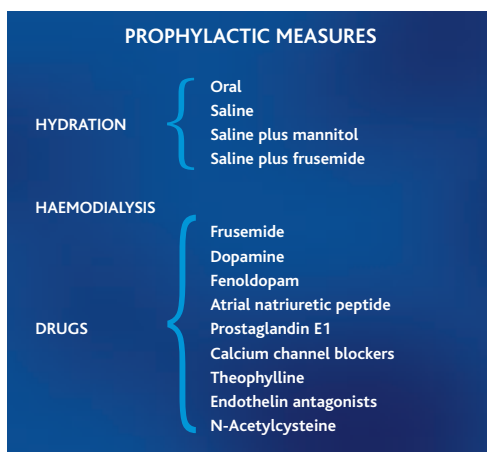 PROPHYLACTIC MEASURES
HYDRATION
Oral
Saline
Saline plus mannitol
Saline plus frusemide
HAEMODIALYSIS
DRUGS
Frusemide
Dopamine
Fenoldopam
Atrial natriuretic peptide
Prostaglandin E1
Calcium channel blockers
Theophylline
Endothelin antagonists
N-Acetylcysteine